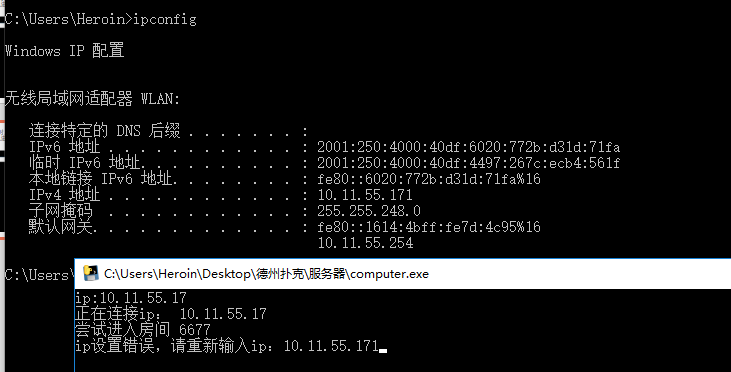 C:\Users\Heroin>ipconfig
Windows IP 配置
无线局域网适配器 WLAN:
连接特定的 DNS 后缀 . . . . . . . :
IPv6 地址 . . . . . . . . . . . . : 2001:250:4000:40df:6020:772b:d31d:71fa
临时 IPv6 地址. . . . . . . . . . : 2001:250:4000:40df:4497:267c:ecb4:561f
本地链接 IPv6 地址. . . . . . . . : fe80::6020:772b:d31d:71fa%16
IPv4 地址 . . . . . . . . . . . . : 10.11.55.171
子网掩码 . . . . . . . . . . . . : 255.255.248.0
默认网关. . . . . . . . . . . . . : fe80::1614:4bff:fe7d:4c95%16
10.11.55.254
C:\Users\
C:\Users\Heroin\Desktop\德州扑克\服务器\computer.exe
ip:10.11.55.17
正在连接ip： 10.11.55.17
尝试进入房间 6677
ip设置错误，请重新输入ip：10.11.55.171